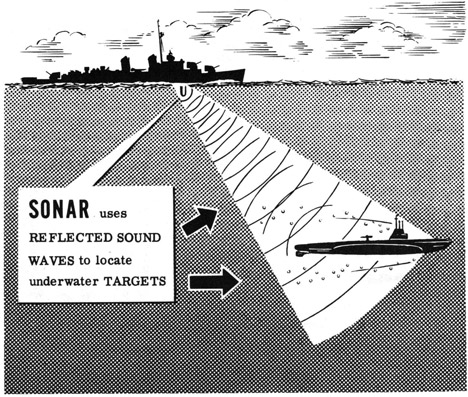 SONAR uses
REFLECTED SOUND
WAVES to locate
underwater TARGETS